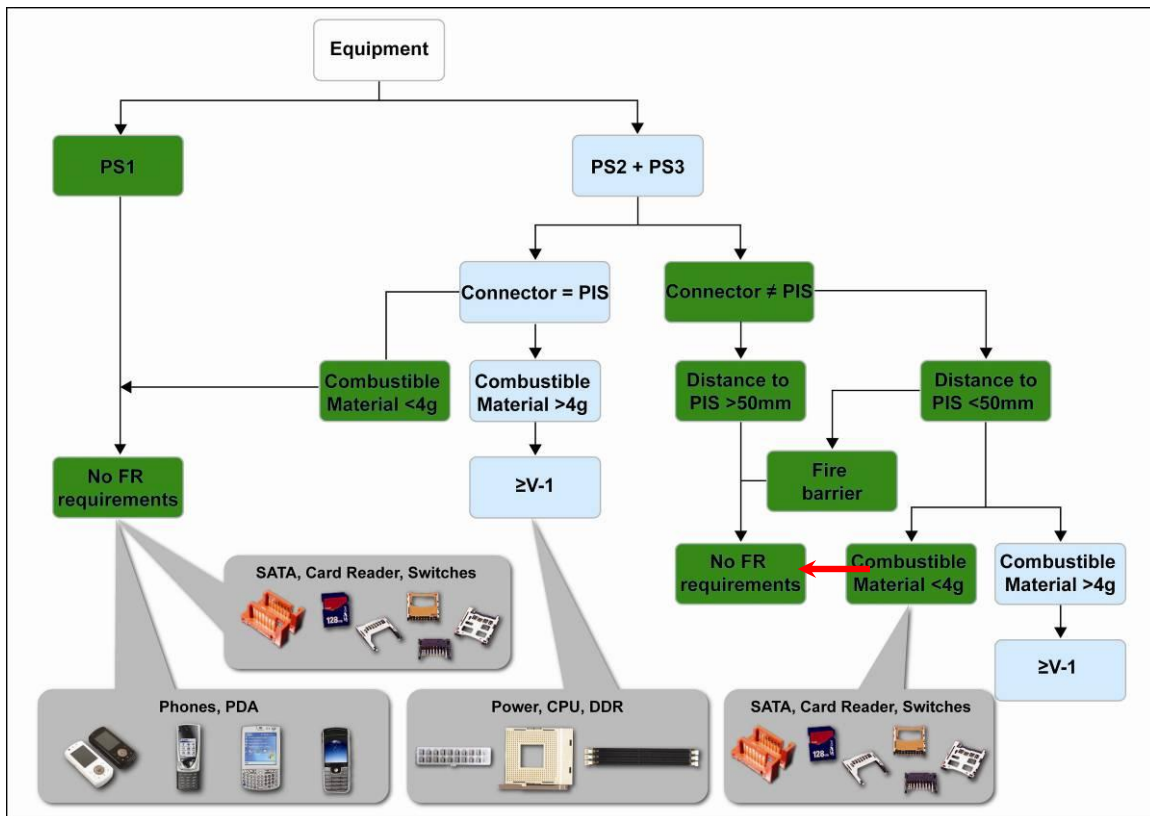 Equipment
PS1
PS2 + PS3
Connector = PIS
Connector ≠ PIS
Combustible
Material <4g
Combustible
Material >4g
Distance to
PIS >50mm
Distance to
PIS <50mm
No FR
requirements
≥V-1
Fire
barrier
No FR
requirements
Combustible
Material <4g
Combustible
Material >4g
≥V-1
SATA, Card Reader, Switches
128
Phones, PDA
Power, CPU, DDR
SATA, Card Reader, Switches
128